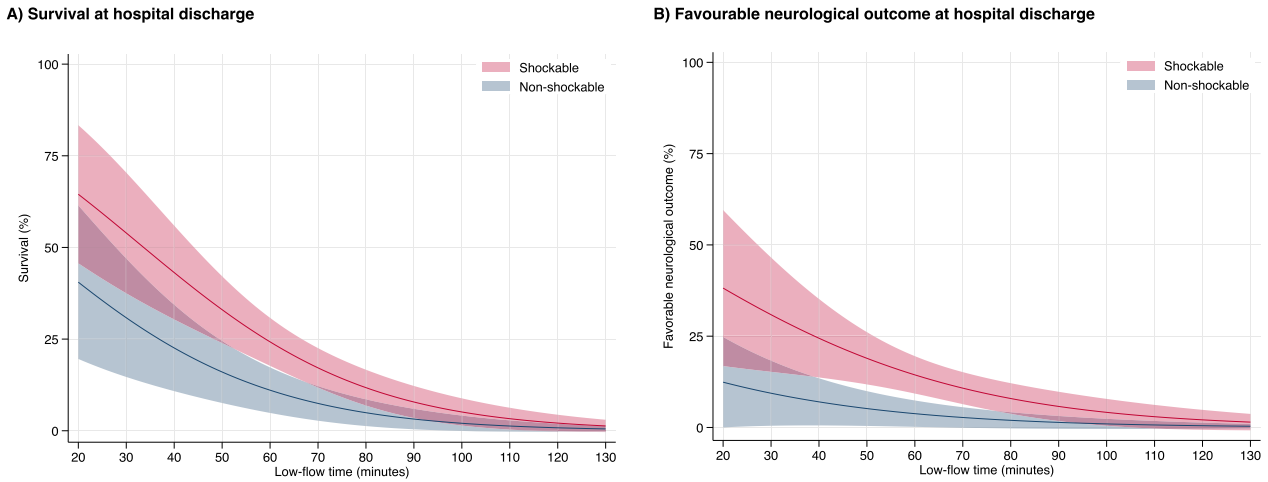 A) Survival at hospital discharge
Shockable
Non-shockable
100
75
50
25
0
Survival (%)
20 30 40 50 60 70 80 90 100 110 120 130
Low-flow time (minutes)
B) Favourable neurological outcome at hospital discharge
Shockable
Non-shockable
100
75
50
25
0
Favorable neurological outcome (%)
20 30 40 50 60 70 80 90 100 110 120 130
Low-flow time (minutes)